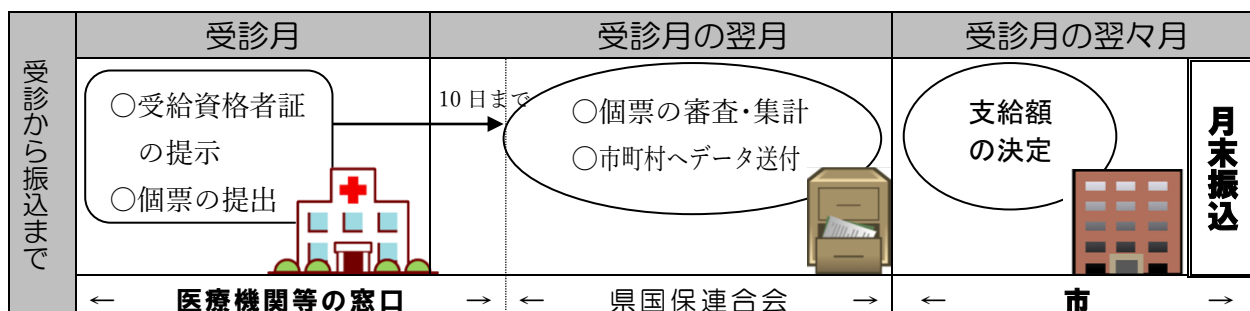 受診から振込まで
受診月
受診月の翌月
受診月の翌々月
○受給資格者証
の提示
○個票の提出
10日まで
○個票の審査・集計
○市町村へデータ送付
支給額
の決定
月末振込
← 医療機関等の窓口 →
← 県国保連合会 →
← 市 →